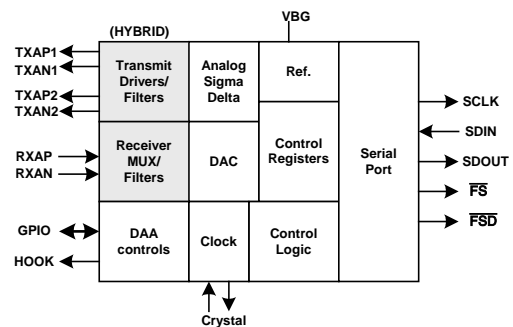 VBG
(HYBRID)
TXAP1
TXAN1
TXAP2
TXAN2
Transmit
Drivers/
Filters
Analog
Sigma
Delta
Ref.
RXAP
RXAN
Receiver
MUX/
Filters
DAC
Control
Registers
Serial
Port
SCLK
SDIN
SDOUT
FS
FSD
GPIO
HOOK
DAA
controls
Clock
Control
Logic
Crystal